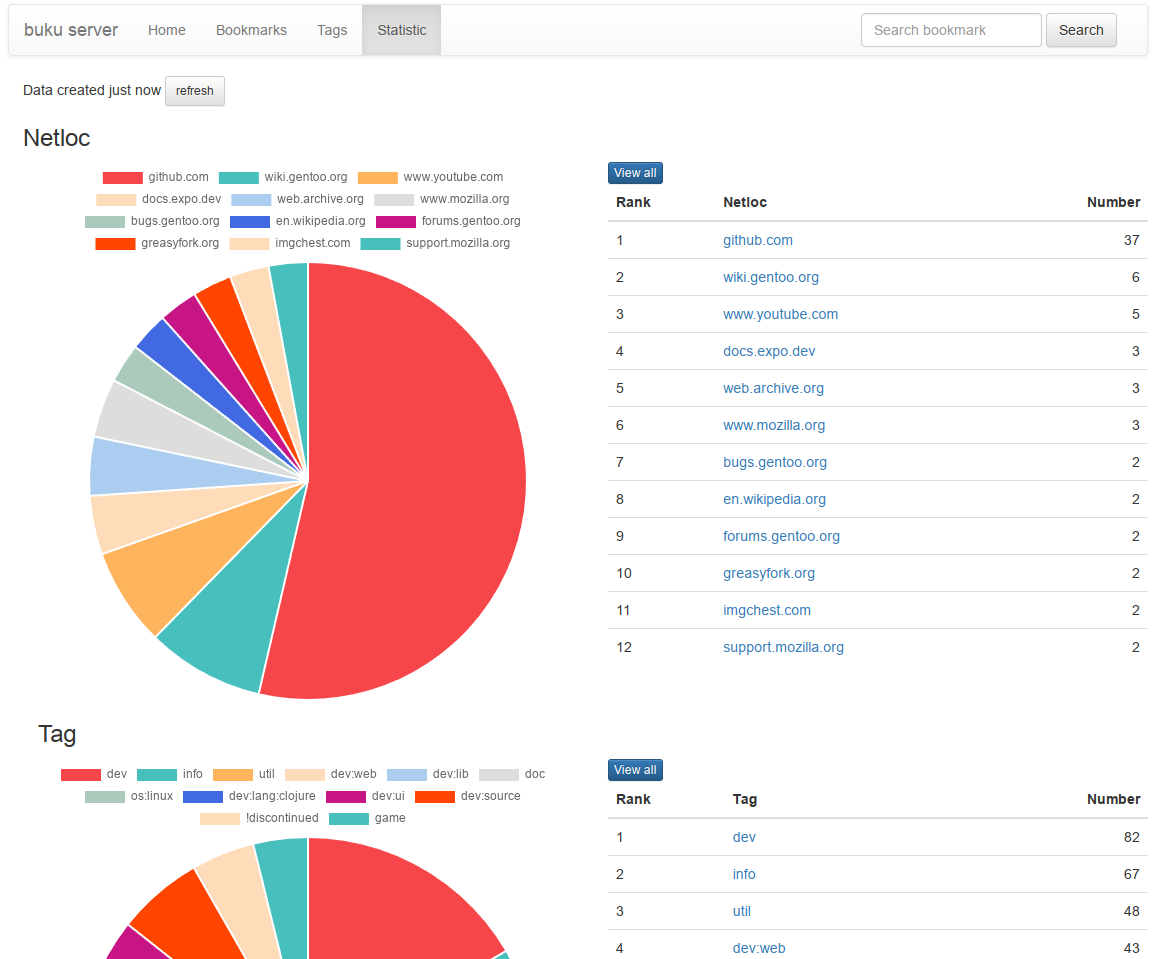 buku server Home Bookmarks Tags Statistic Search bookmark Search
Data created just now refresh
Netloc
github.com wiki.gentoo.org www.youtube.com
docs.expo.dev web.archive.org www.mozilla.org
bugs.gentoo.org en.wikipedia.org forums.gentoo.org
greasyfork.org imgchest.com support.mozilla.org
View all
Rank Netloc Number
1 github.com 37
2 wiki.gentoo.org 6
3 www.youtube.com 5
4 docs.expo.dev 3
5 web.archive.org 3
6 www.mozilla.org 3
7 bugs.gentoo.org 2
8 en.wikipedia.org 2
9 forums.gentoo.org 2
10 greasyfork.org 2
11 imgchest.com 2
12 support.mozilla.org 2
Tag
dev info util dev:web dev:lib doc
os:linux dev:lang:clojure dev:ui dev:source
!discontinued game
View all
Rank Tag Number
1 dev 82
2 info 67
3 util 48
4 dev:web 43